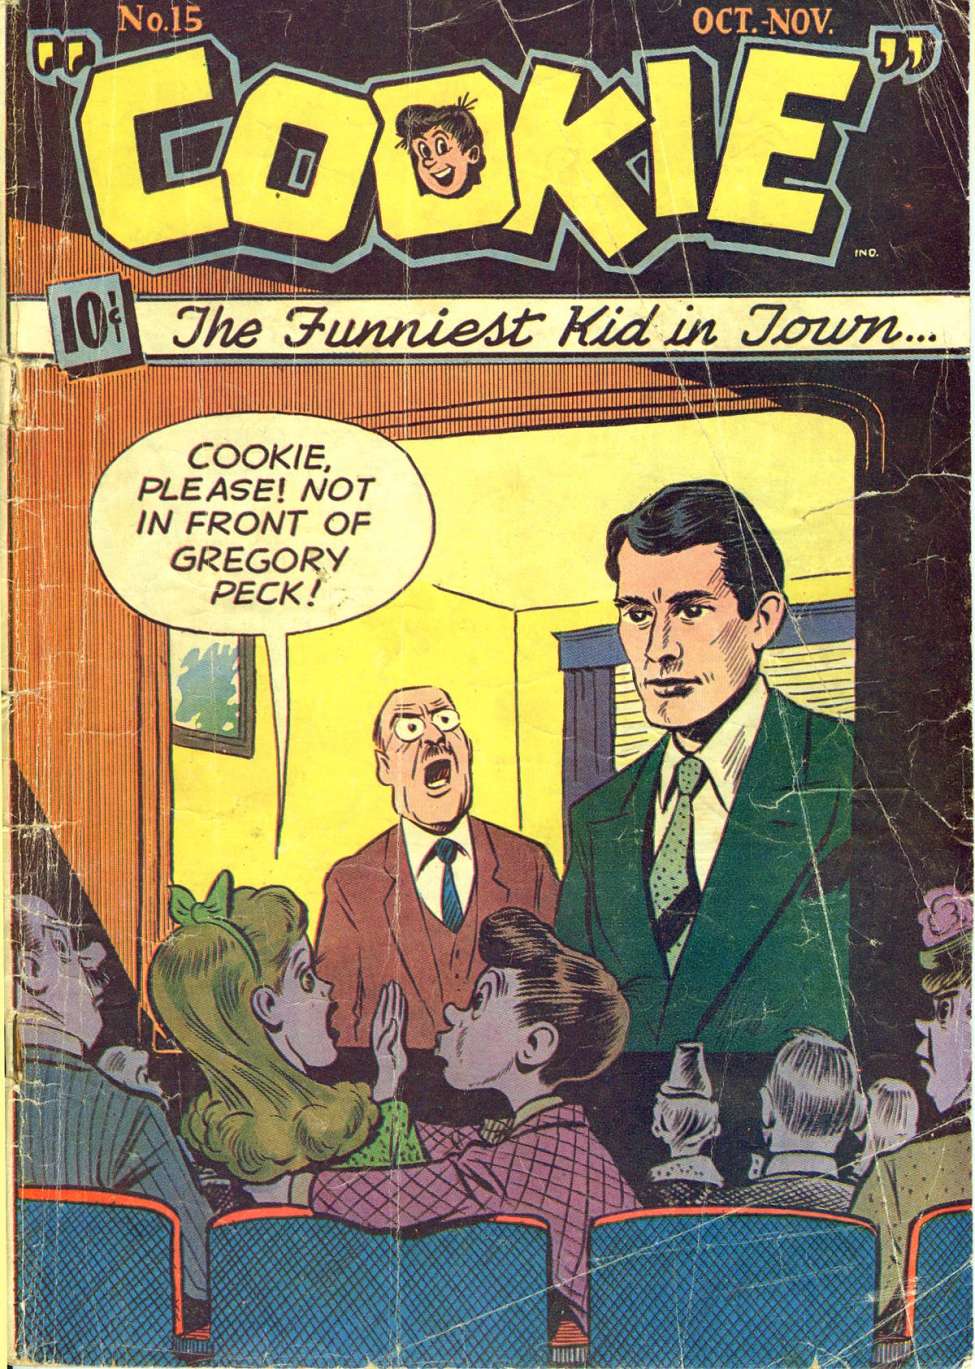 No.15
OCT.-NOV.
"COOKIE"
IND.
10¢
The Funniest Kid in Town...
COOKIE,
PLEASE! NOT
IN FRONT OF
GREGORY
PECK!